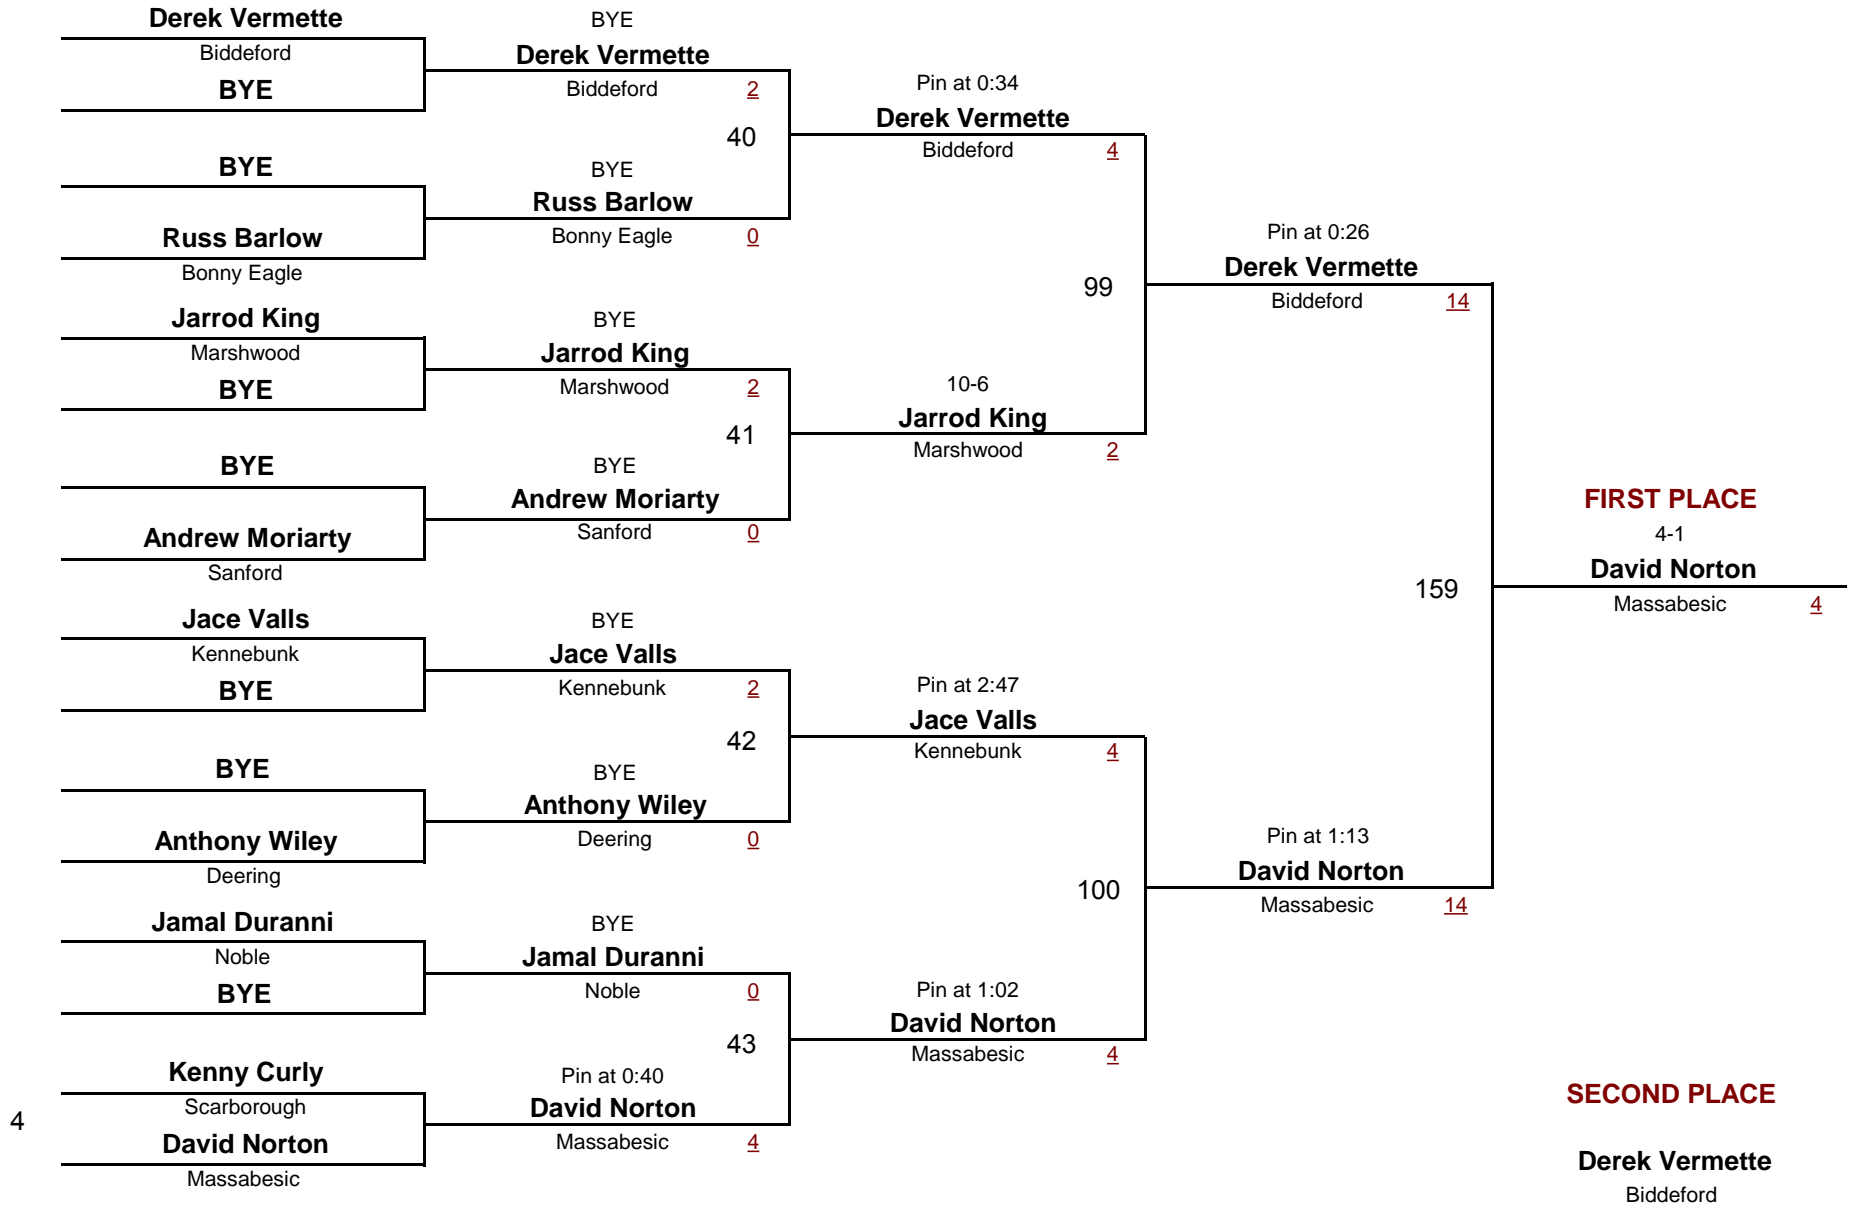 Derek Vermette
Biddeford
BYE
BYE
Russ Barlow
Bonny Eagle
Jarrod King
Marshwood
BYE
BYE
Andrew Moriarty
Sanford
Jace Valls
Kennebunk
BYE
BYE
Anthony Wiley
Deering
Jamal Duranni
Noble
BYE
4
Kenny Curly
Scarborough
David Norton
Massabesic
BYE
Derek Vermette
Biddeford 2
40
BYE
Russ Barlow
Bonny Eagle 0
BYE
Jarrod King
Marshwood 2
41
BYE
Andrew Moriarty
Sanford 0
BYE
Jace Valls
Kennebunk 2
42
BYE
Anthony Wiley
Deering 0
BYE
Jamal Duranni
Noble 0
43
Pin at 0:40
David Norton
Massabesic 4
Pin at 0:34
Derek Vermette
Biddeford 4
99
10-6
Jarrod King
Marshwood 2
Pin at 2:47
Jace Valls
Kennebunk 4
100
Pin at 1:02
David Norton
Massabesic 4
Pin at 0:26
Derek Vermette
Biddeford 14
159
Pin at 1:13
David Norton
Massabesic 14
FIRST PLACE
4-1
David Norton
Massabesic 4
SECOND PLACE
Derek Vermette
Biddeford